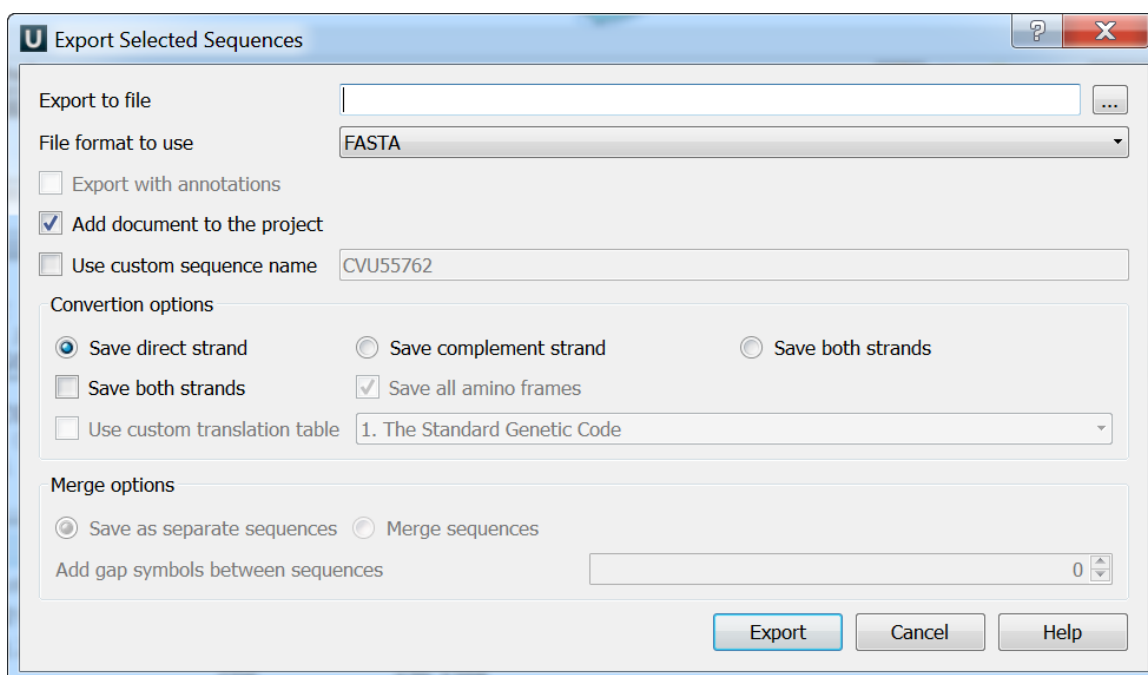 U Export Selected Sequences ? X
Export to file ...
File format to use FASTA
Export with annotations
Add document to the project
Use custom sequence name CVU55762
Convertion options
Save direct strand Save complement strand Save both strands
Save both strands Save all amino frames
Use custom translation table 1. The Standard Genetic Code
Merge options
Save as separate sequences Merge sequences
Add gap symbols between sequences 0
Export Cancel Help